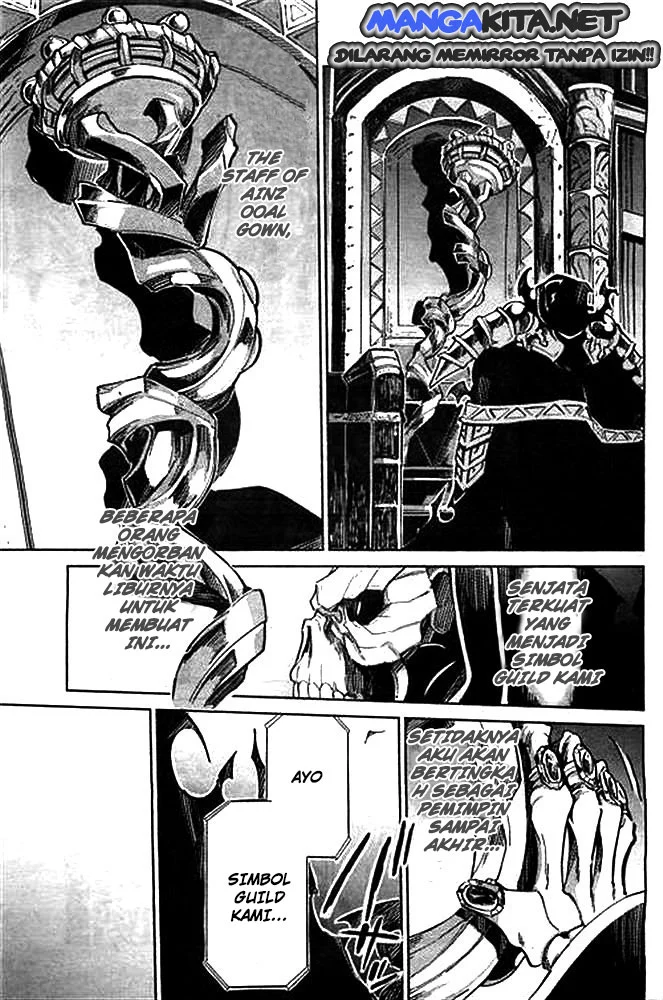 MANGAKITA.NET
DILARANG MEMIRROR TANPA IZIN!!
THE
STAFF OF
AINZ
OOAL
GOWN,
SENJATA
TERKUAT
YANG
MENJADI
SIMBOL
GUILD KAMI
BEBERAPA
ORANG
MENGORBAN
KAN WAKTU
LIBURNYA
UNTUK
MEMBUAT
INI...
SETIDAKNYA
AKU AKAN
BERTINGKA
H SEBAGAI
PEMIMPIN
SAMPAI
AKHIR...
AYO
SIMBOL
GUILD
KAMI...